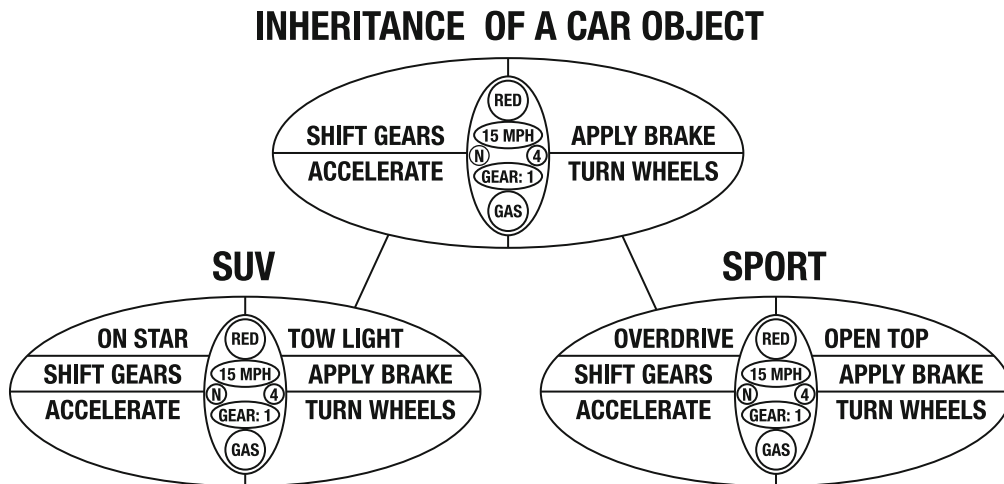 INHERITANCE OF A CAR OBJECT
RED
SHIFT GEARS 15 MPH APPLY BRAKE
N 4
ACCELERATE GEAR: 1 TURN WHEELS
GAS
SUV
ON STAR RED TOW LIGHT
SHIFT GEARS 15 MPH APPLY BRAKE
N 4
ACCELERATE GEAR: 1 TURN WHEELS
GAS
SPORT
OVERDRIVE RED OPEN TOP
SHIFT GEARS 15 MPH APPLY BRAKE
N 4
ACCELERATE GEAR: 1 TURN WHEELS
GAS